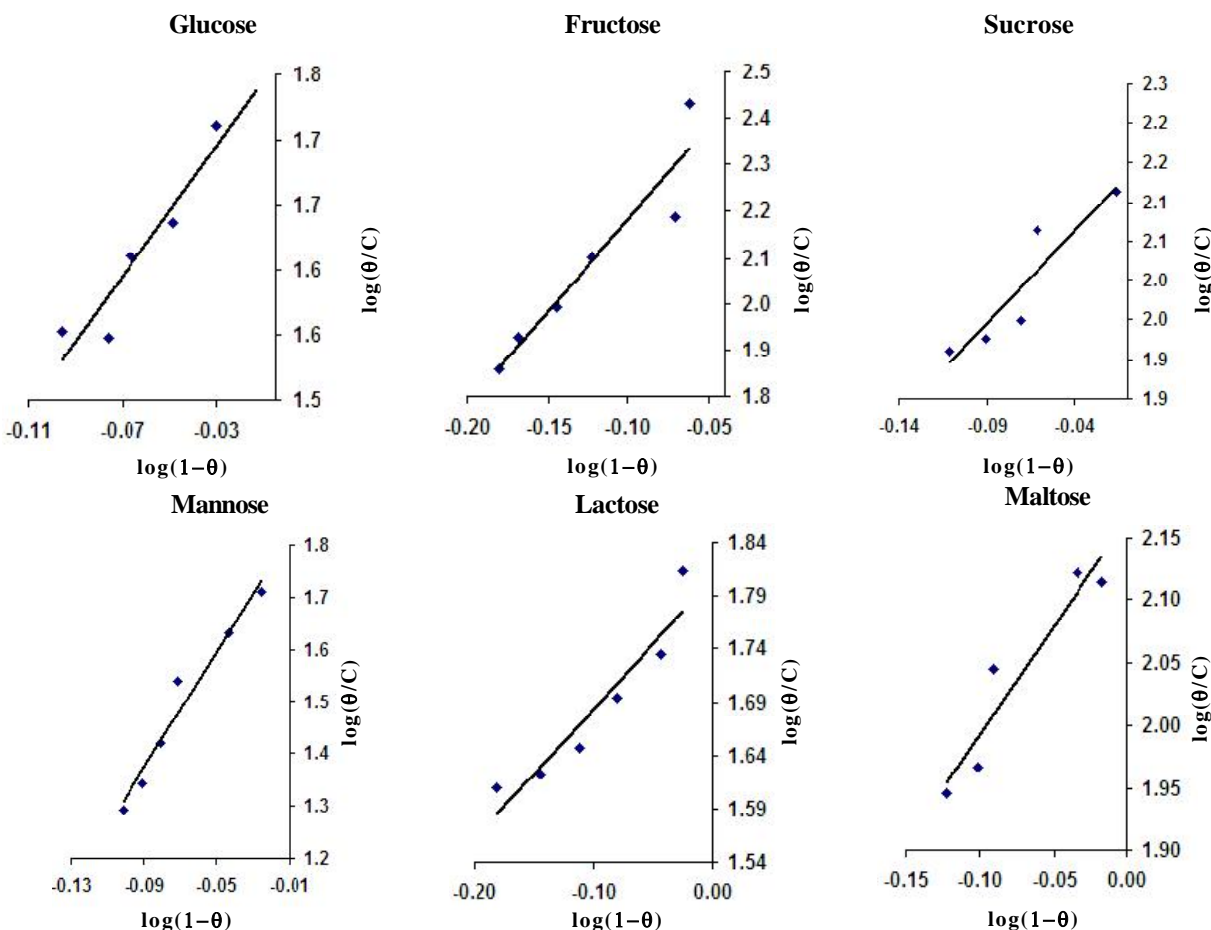 Glucose
1.8
1.7
1.7
1.6
1.6
1.5
log(θ/C)
-0.11 -0.07 -0.03
log(1−θ)
Fructose
2.5
2.4
2.3
2.2
2.1
2.0
1.9
1.8
log(θ/C)
-0.20 -0.15 -0.10 -0.05
log(1−θ)
Sucrose
2.3
2.2
2.2
2.1
2.1
2.0
2.0
1.9
1.9
log(θ/C)
-0.14 -0.09 -0.04
log(1−θ)
Mannose
1.8
1.7
1.6
1.5
1.4
1.3
1.2
log(θ/C)
-0.13 -0.09 -0.05 -0.01
log(1−θ)
Lactose
1.84
1.79
1.74
1.69
1.64
1.59
1.54
log(θ/C)
-0.20 -0.10 0.00
log(1−θ)
Maltose
2.15
2.10
2.05
2.00
1.95
1.90
log(θ/C)
-0.15 -0.10 -0.05 0.00
log(1−θ)